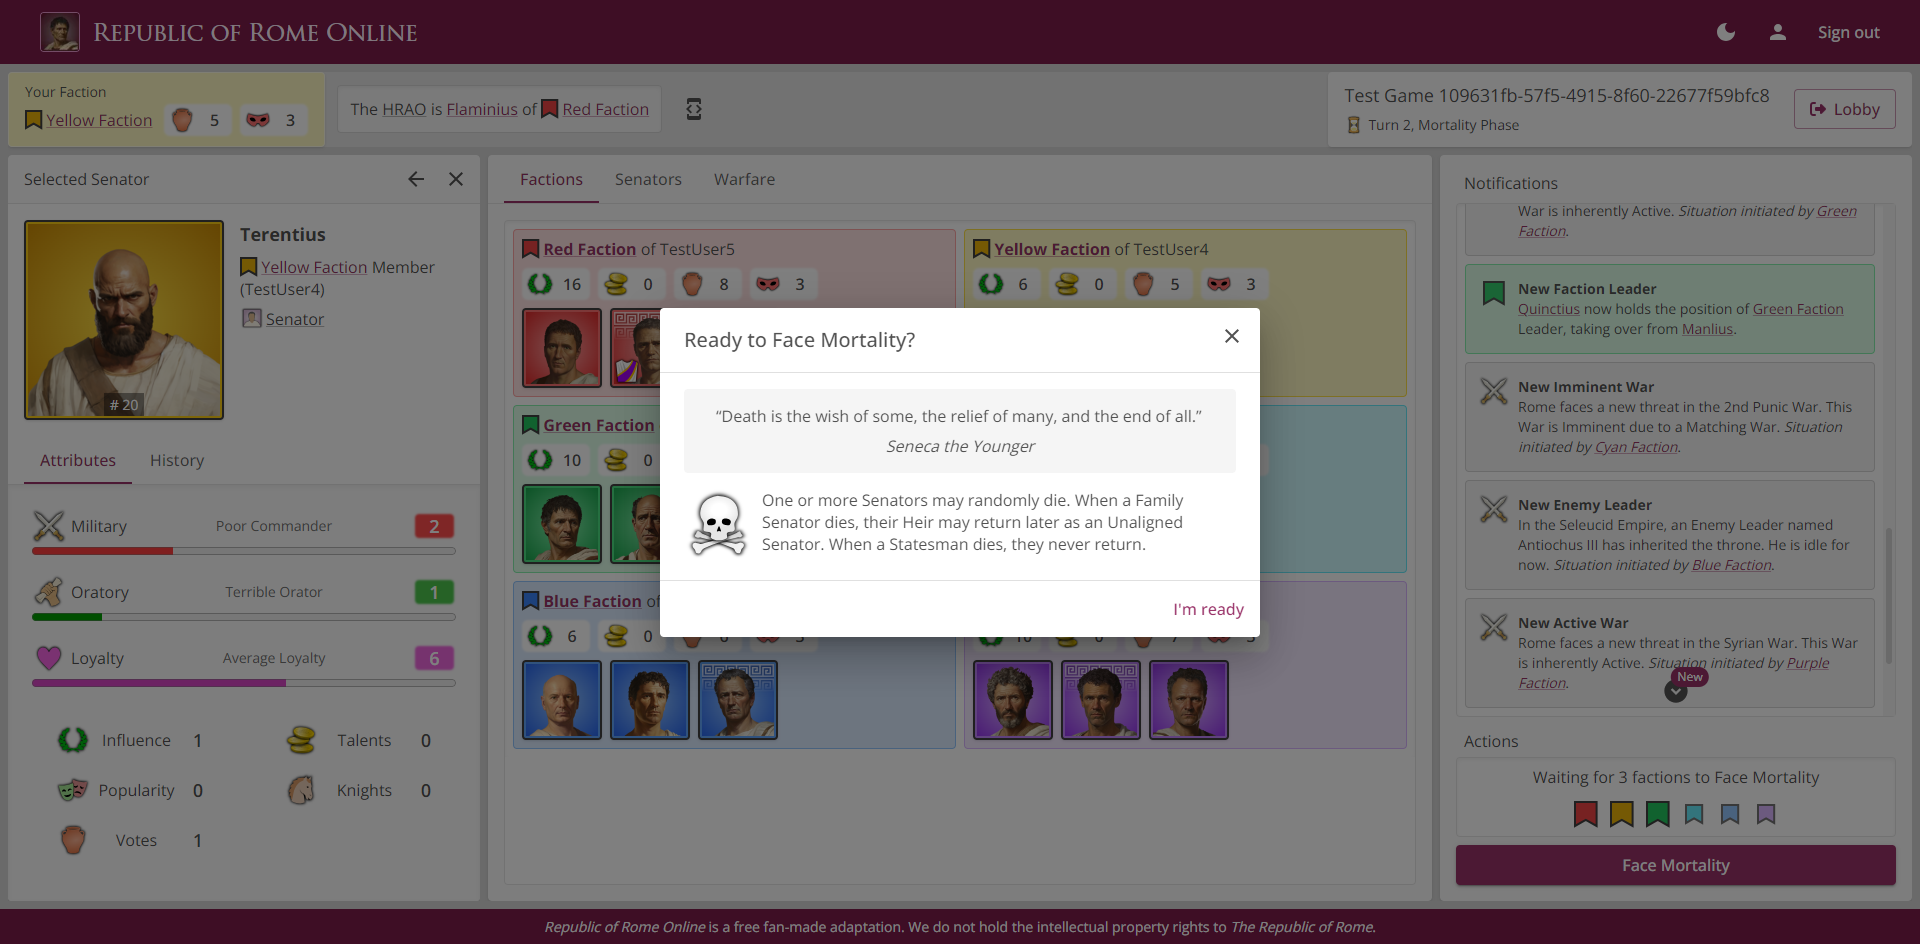 Republic of Rome Online
Sign out
Your Faction
Yellow Faction 5 3
The HRAO is Flaminius of Red Faction
Test Game 109631fb-57f5-4915-8f60-22677f59bfc8
Turn 2, Mortality Phase
Lobby
Selected Senator
# 20
Terentius
Yellow Faction Member
(TestUser4)
Senator
Attributes History
Military Poor Commander 2
Oratory Terrible Orator 1
Loyalty Average Loyalty 6
Influence 1 Talents 0
Popularity 0 Knights 0
Votes 1
Factions Senators Warfare
Red Faction of TestUser5
16 0 8 3
Yellow Faction of TestUser4
6 0 5 3
Green Faction
10 0
Blue Faction of
6 0
Ready to Face Mortality?
“Death is the wish of some, the relief of many, and the end of all.”
Seneca the Younger
One or more Senators may randomly die. When a Family
Senator dies, their Heir may return later as an Unaligned
Senator. When a Statesman dies, they never return.
I'm ready
Notifications
War is inherently Active. Situation initiated by Green
Faction.
New Faction Leader
Quinctius now holds the position of Green Faction
Leader, taking over from Manlius.
New Imminent War
Rome faces a new threat in the 2nd Punic War. This
War is Imminent due to a Matching War. Situation
initiated by Cyan Faction.
New Enemy Leader
In the Seleucid Empire, an Enemy Leader named
Antiochus III has inherited the throne. He is idle for
now. Situation initiated by Blue Faction.
New Active War
Rome faces a new threat in the Syrian War. This War
is inherently Active. Situation initiated by Purple
Faction.
New
Actions
Waiting for 3 factions to Face Mortality
Face Mortality
Republic of Rome Online is a free fan-made adaptation. We do not hold the intellectual property rights to The Republic of Rome.